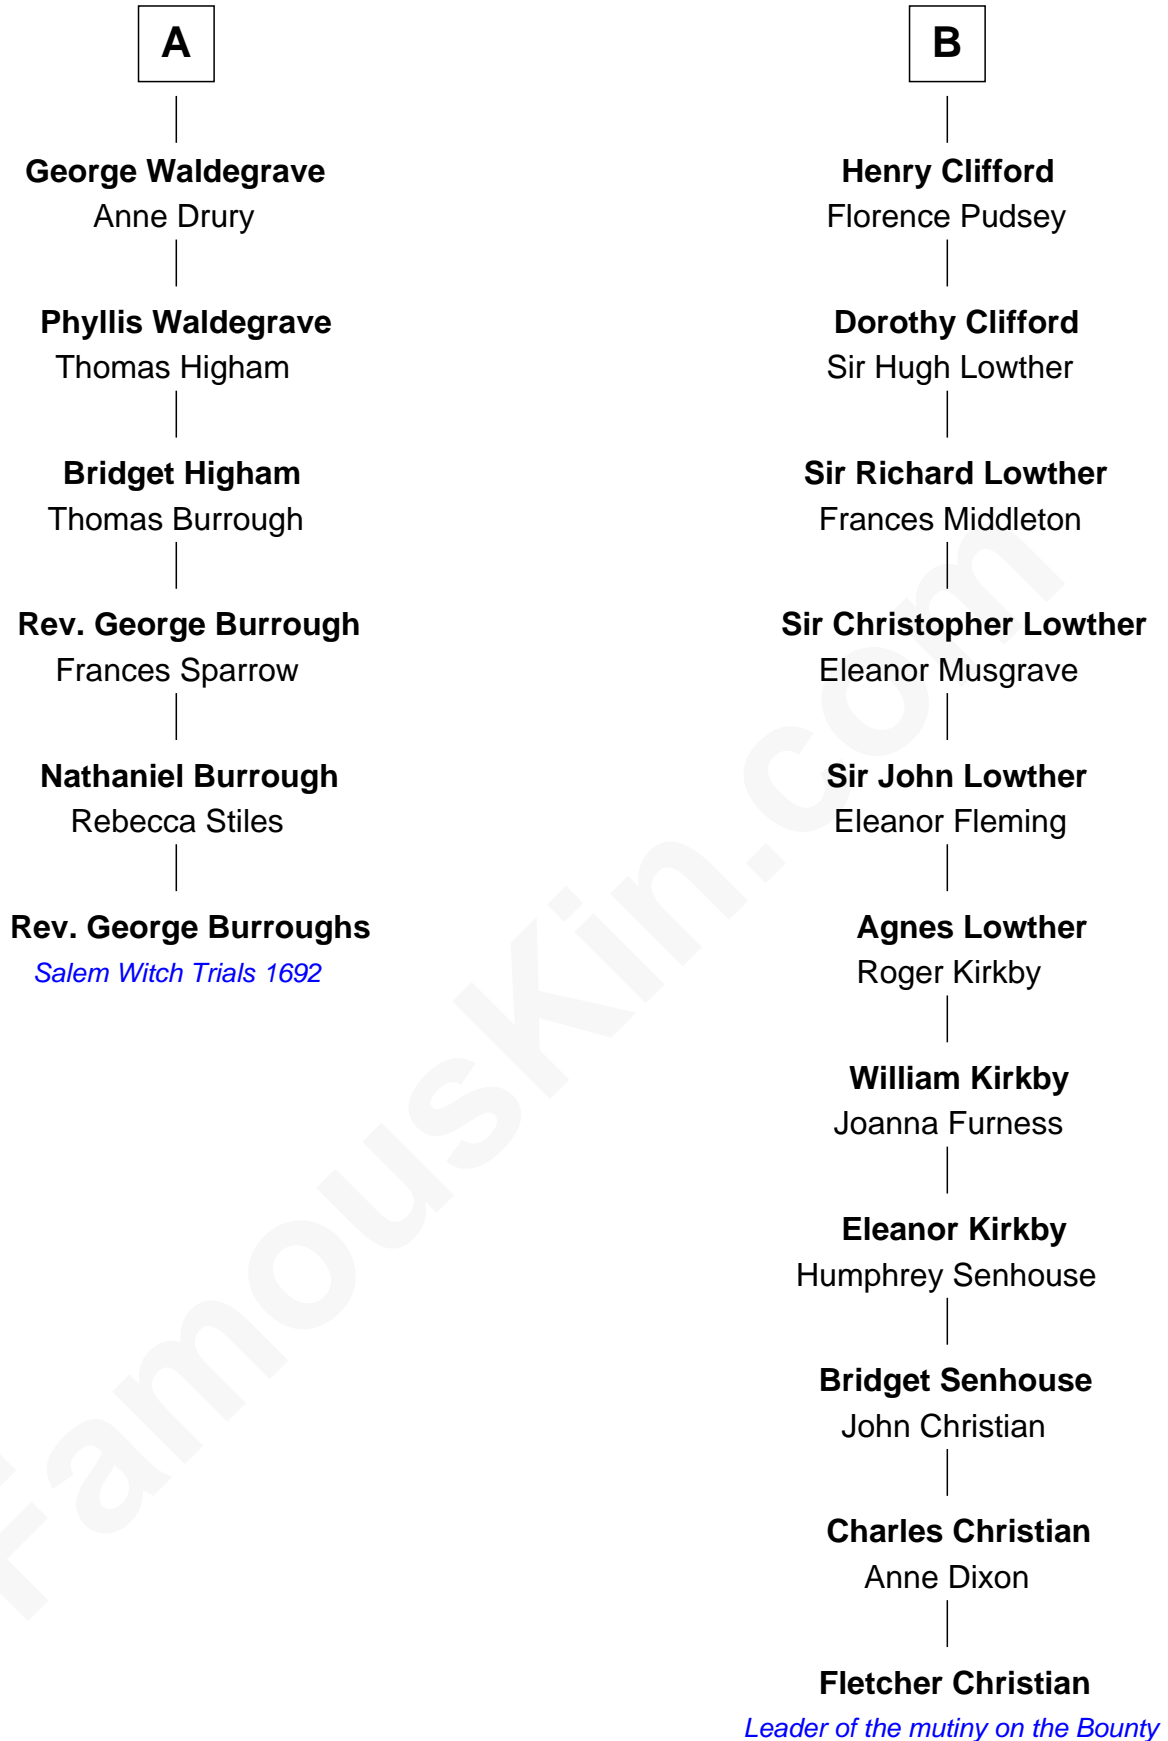 A
George Waldegrave
Anne Drury
Phyllis Waldegrave
Thomas Higham
Bridget Higham
Thomas Burrough
Rev. George Burrough
Frances Sparrow
Nathaniel Burrough
Rebecca Stiles
Rev. George Burroughs
Salem Witch Trials 1692
B
Henry Clifford
Florence Pudsey
Dorothy Clifford
Sir Hugh Lowther
Sir Richard Lowther
Frances Middleton
Sir Christopher Lowther
Eleanor Musgrave
Sir John Lowther
Eleanor Fleming
Agnes Lowther
Roger Kirkby
William Kirkby
Joanna Furness
Eleanor Kirkby
Humphrey Senhouse
Bridget Senhouse
John Christian
Charles Christian
Anne Dixon
Fletcher Christian
Leader of the mutiny on the Bounty
FamousKin.com